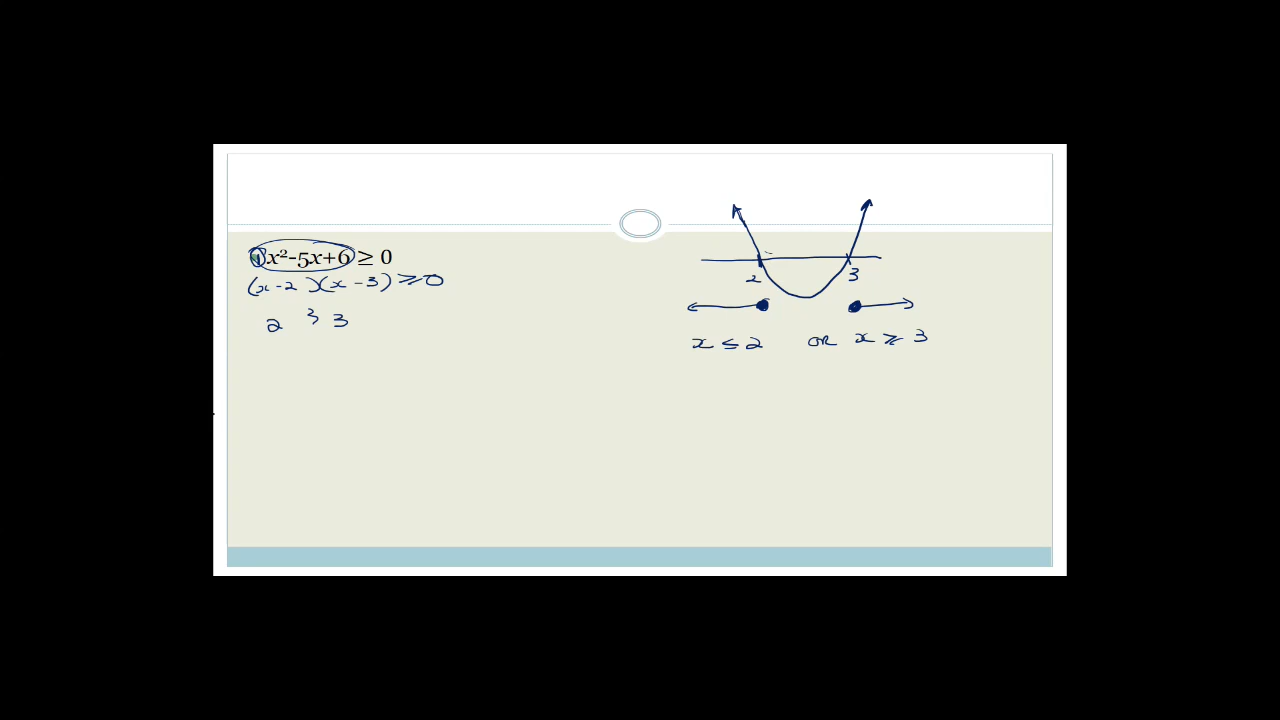 x²-5x+6 ≥ 0
(x-2)(x-3) ≥ 0
2 ; 3
2 3
x ≤ 2 OR x ≥ 3